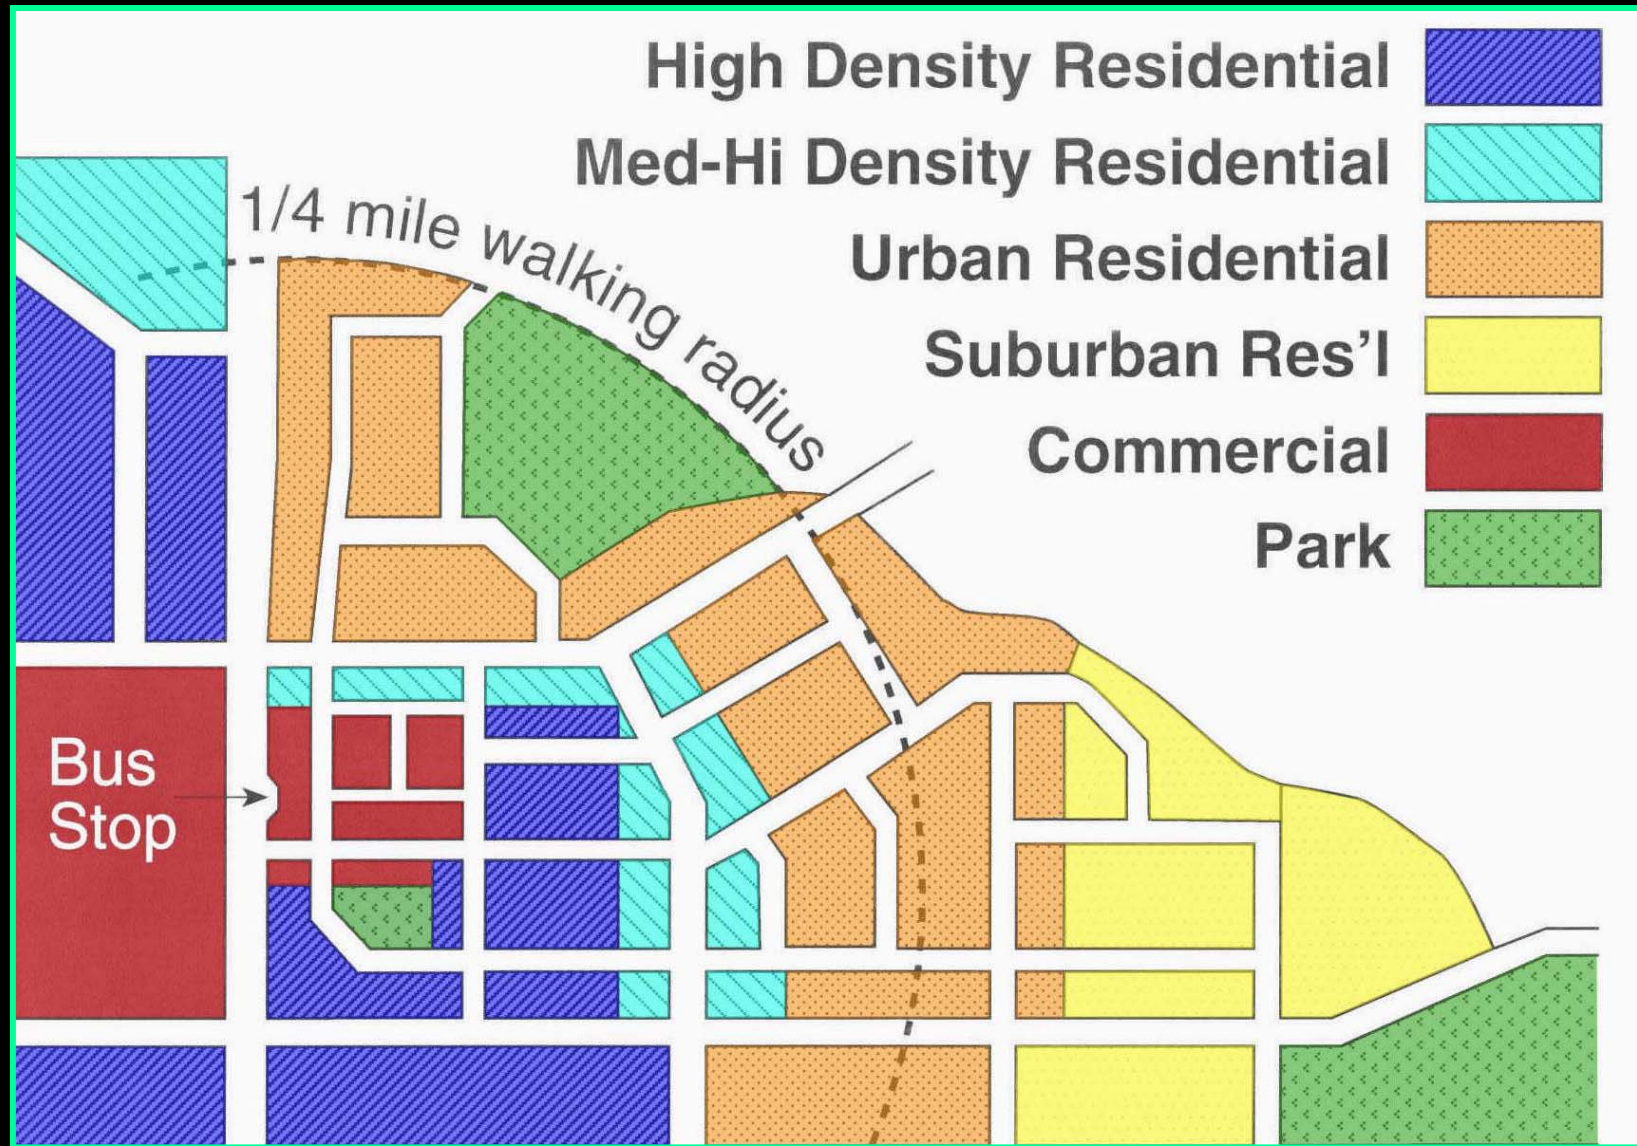 High Density Residential
Med-Hi Density Residential
Urban Residential
Suburban Res'l
Commercial
Park
1/4 mile walking radius
Bus
Stop